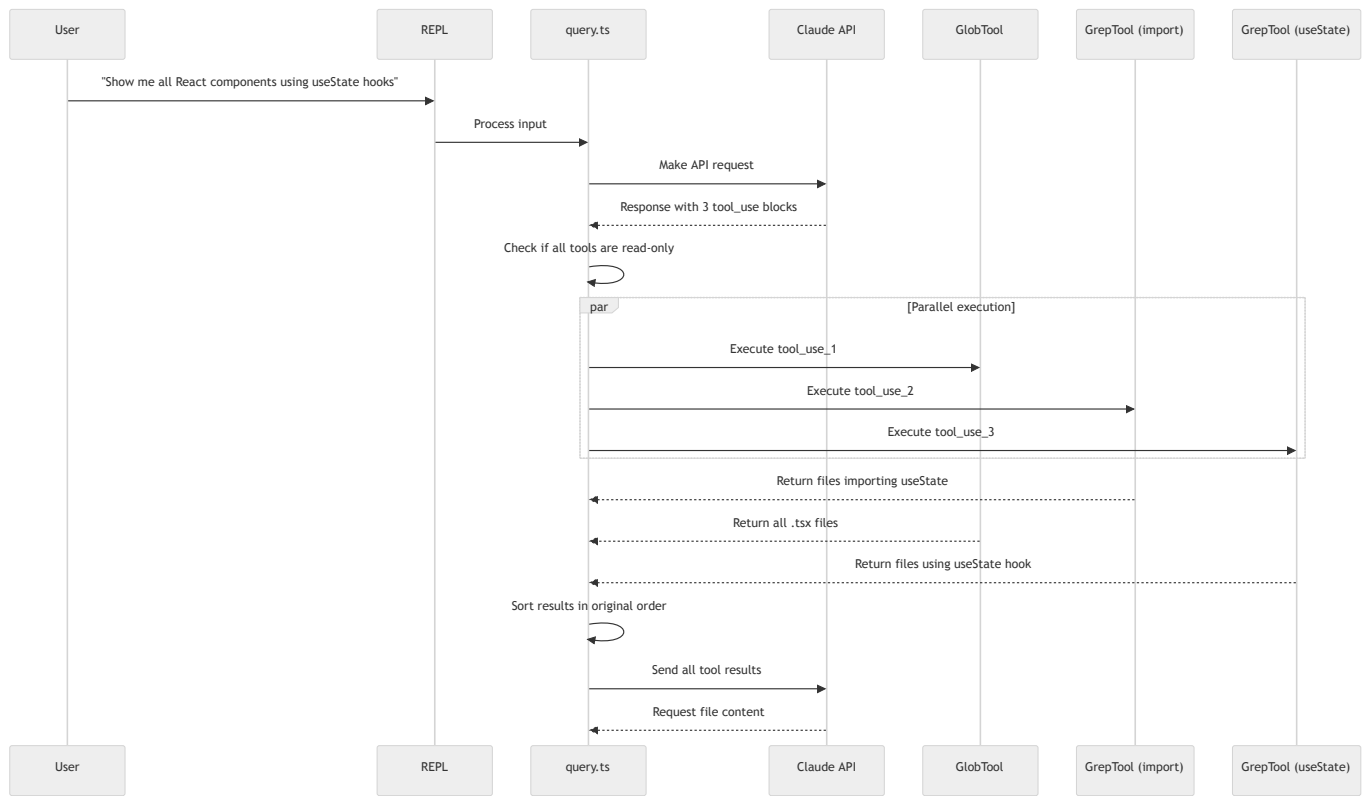 User
REPL
query.ts
Claude API
GlobTool
GrepTool (import)
GrepTool (useState)
"Show me all React components using useState hooks"
Process input
Make API request
Response with 3 tool_use blocks
Check if all tools are read-only
par
[Parallel execution]
Execute tool_use_1
Execute tool_use_2
Execute tool_use_3
Return files importing useState
Return all .tsx files
Return files using useState hook
Sort results in original order
Send all tool results
Request file content
User
REPL
query.ts
Claude API
GlobTool
GrepTool (import)
GrepTool (useState)